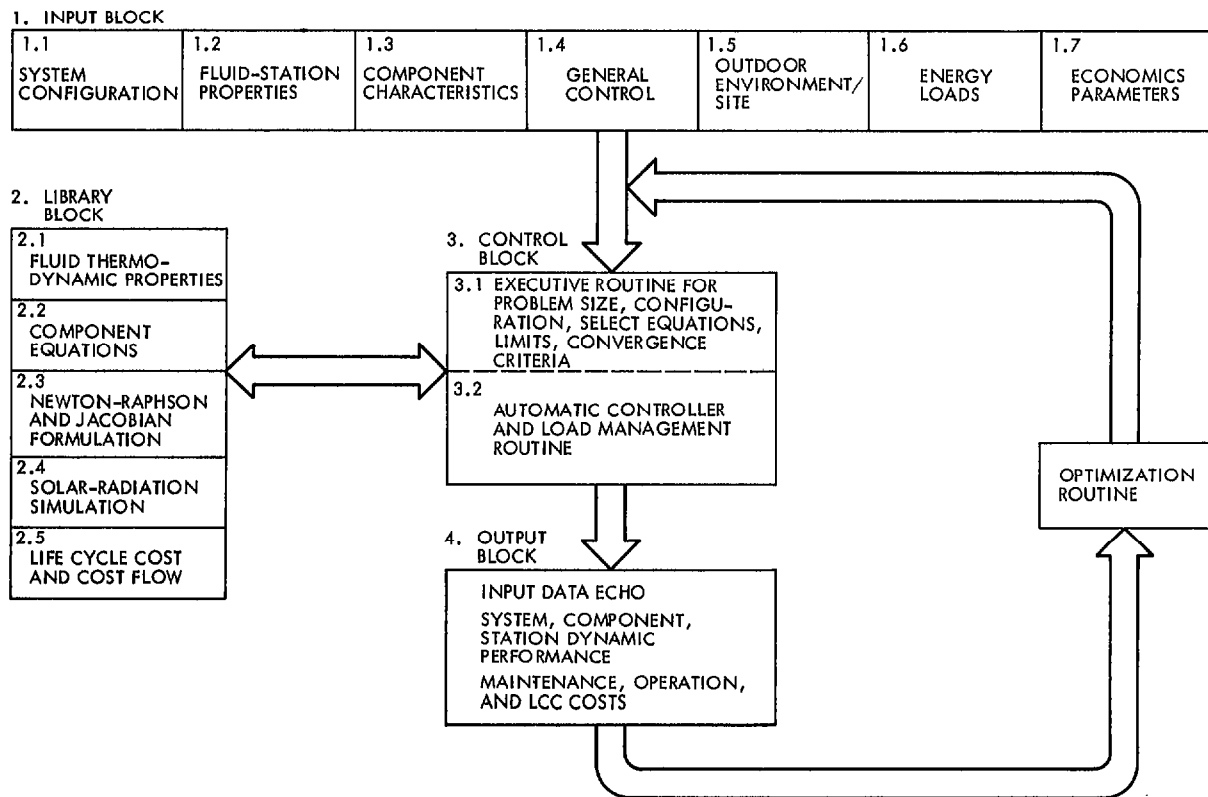 1. INPUT BLOCK
1.1
SYSTEM
CONFIGURATION
1.2
FLUID-STATION
PROPERTIES
1.3
COMPONENT
CHARACTERISTICS
1.4
GENERAL
CONTROL
1.5
OUTDOOR
ENVIRONMENT/
SITE
1.6
ENERGY
LOADS
1.7
ECONOMICS
PARAMETERS
2. LIBRARY
BLOCK
2.1
FLUID THERMO-
DYNAMIC PROPERTIES
2.2
COMPONENT
EQUATIONS
2.3
NEWTON-RAPHSON
AND JACOBIAN
FORMULATION
2.4
SOLAR-RADIATION
SIMULATION
2.5
LIFE CYCLE COST
AND COST FLOW
3. CONTROL
BLOCK
3.1 EXECUTIVE ROUTINE FOR
PROBLEM SIZE, CONFIGU-
RATION, SELECT EQUATIONS,
LIMITS, CONVERGENCE
CRITERIA
3.2
AUTOMATIC CONTROLLER
AND LOAD MANAGEMENT
ROUTINE
4. OUTPUT
BLOCK
INPUT DATA ECHO
SYSTEM, COMPONENT,
STATION DYNAMIC
PERFORMANCE
MAINTENANCE, OPERATION,
AND LCC COSTS
OPTIMIZATION
ROUTINE